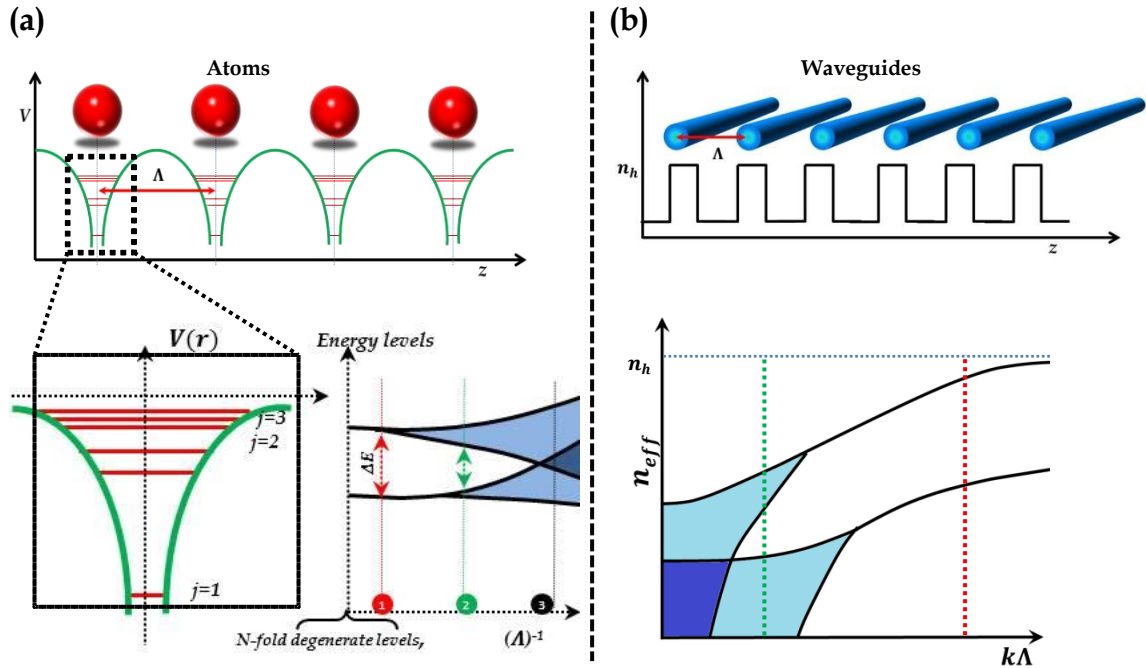 (a)
Atoms
V
Λ
z
V(r)
j=3
j=2
j=1
Energy levels
ΔE
1
2
3
N-fold degenerate levels,
(Λ)⁻¹
(b)
Waveguides
Λ
n_h
z
n_h
n_eff
kΛ